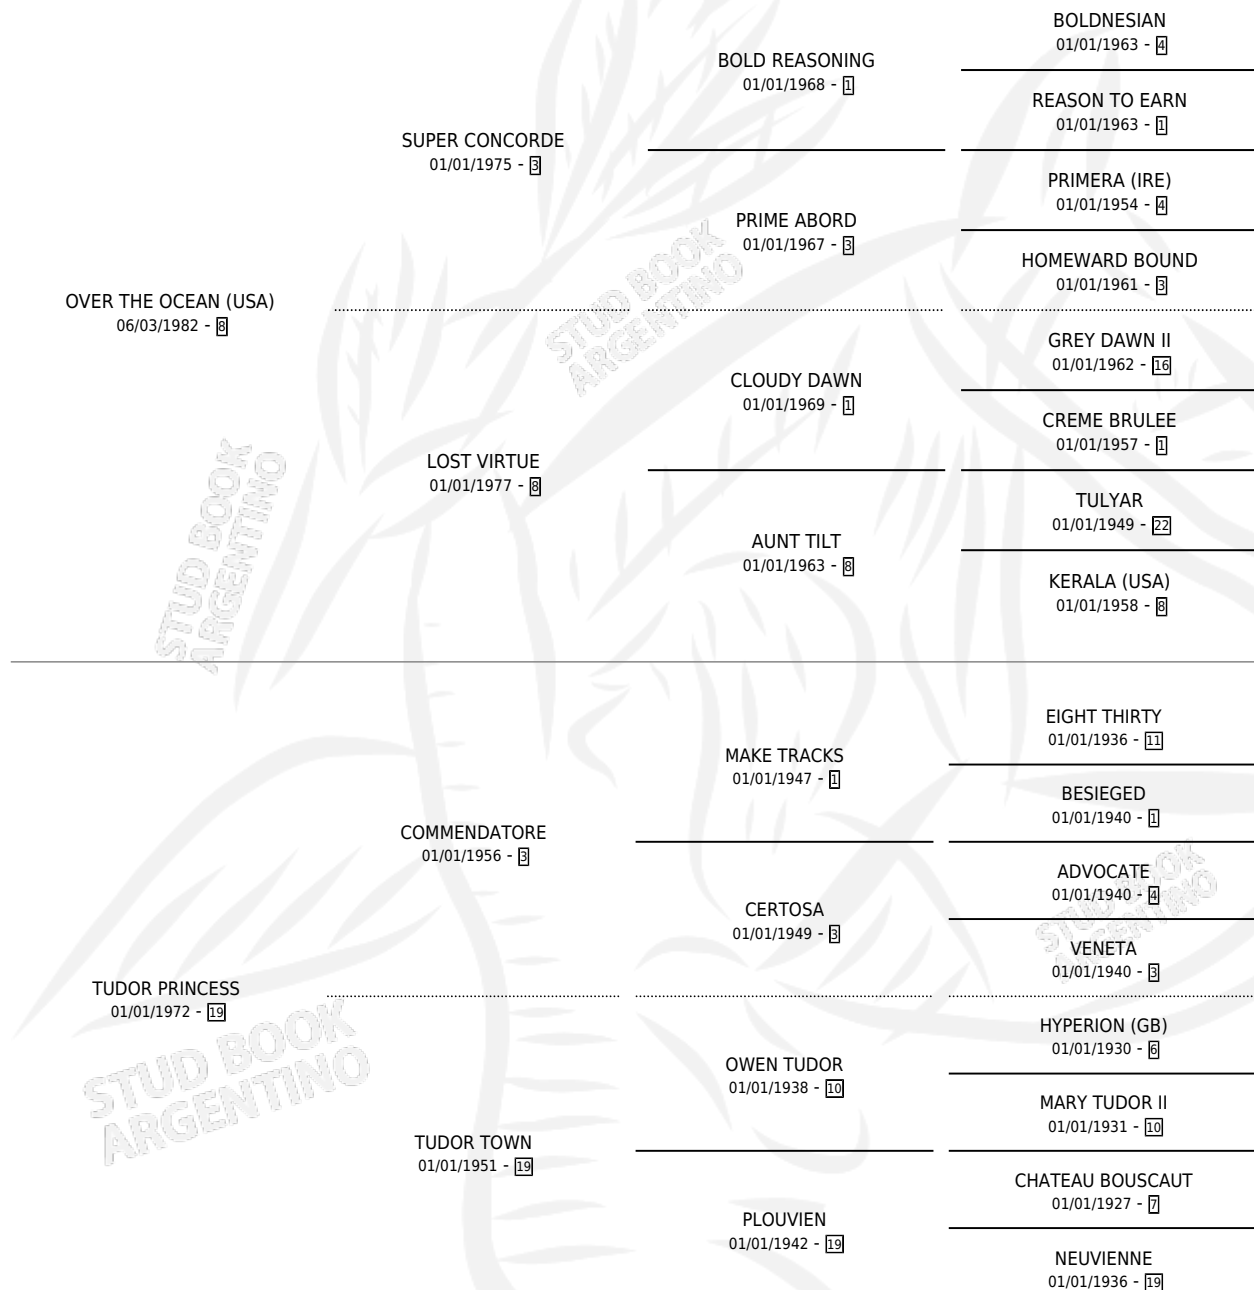 OVER THE OCEAN (USA)
06/03/1982 - 8
SUPER CONCORDE
01/01/1975 - 3
LOST VIRTUE
01/01/1977 - 8
BOLD REASONING
01/01/1968 - 1
PRIME ABORD
01/01/1967 - 3
CLOUDY DAWN
01/01/1969 - 1
AUNT TILT
01/01/1963 - 8
BOLDNESIAN
01/01/1963 - 4
REASON TO EARN
01/01/1963 - 1
PRIMERA (IRE)
01/01/1954 - 4
HOMEWARD BOUND
01/01/1961 - 3
GREY DAWN II
01/01/1962 - 16
CREME BRULEE
01/01/1957 - 1
TULYAR
01/01/1949 - 22
KERALA (USA)
01/01/1958 - 8
TUDOR PRINCESS
01/01/1972 - 19
COMMENDATORE
01/01/1956 - 3
TUDOR TOWN
01/01/1951 - 19
MAKE TRACKS
01/01/1947 - 1
CERTOSA
01/01/1949 - 3
OWEN TUDOR
01/01/1938 - 10
PLOUVIEN
01/01/1942 - 19
EIGHT THIRTY
01/01/1936 - 11
BESIEGED
01/01/1940 - 1
ADVOCATE
01/01/1940 - 4
VENETA
01/01/1940 - 3
HYPERION (GB)
01/01/1930 - 6
MARY TUDOR II
01/01/1931 - 10
CHATEAU BOUSCAUT
01/01/1927 - 7
NEUVIENNE
01/01/1936 - 19
STUD BOOK
ARGENTINO
STUD BOOK
ARGENTINO
STUD BOOK
ARGENTINO
STUD BOOK
ARGENTINO